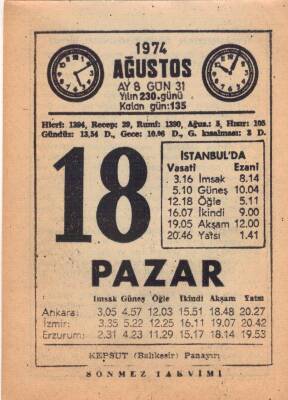 1974
AĞUSTOS
AY 8 GÜN 31
Yılın 230.günü
Kalan gün:135
Hicri: 1394, Recep: 29, Rumî: 1390, Ağus.: 5, Hızır: 105
Gündüz: 13.54 D., Gece: 10.06 D., G. kısalması: 3 D.
18
İSTANBUL'DA
Vasati Ezani
3.16 İmsak 8.14
5.10 Güneş 10.04
12.18 Öğle 5.11
16.07 İkindi 9.00
19.05 Akşam 12.00
20.46 Yatsı 1.41
PAZAR
İmsak Güneş Öğle İkindi Akşam Yatsı
Ankara: 3.05 4.57 12.03 15.51 18.48 20.27
İzmir: 3.35 5.22 12.25 16.11 19.07 20.42
Erzurum: 2.31 4.23 11.29 15.17 18.14 19.53
KEPSUT (Balıkesir) Panayırı
SÖNMEZ TAKVİMİ